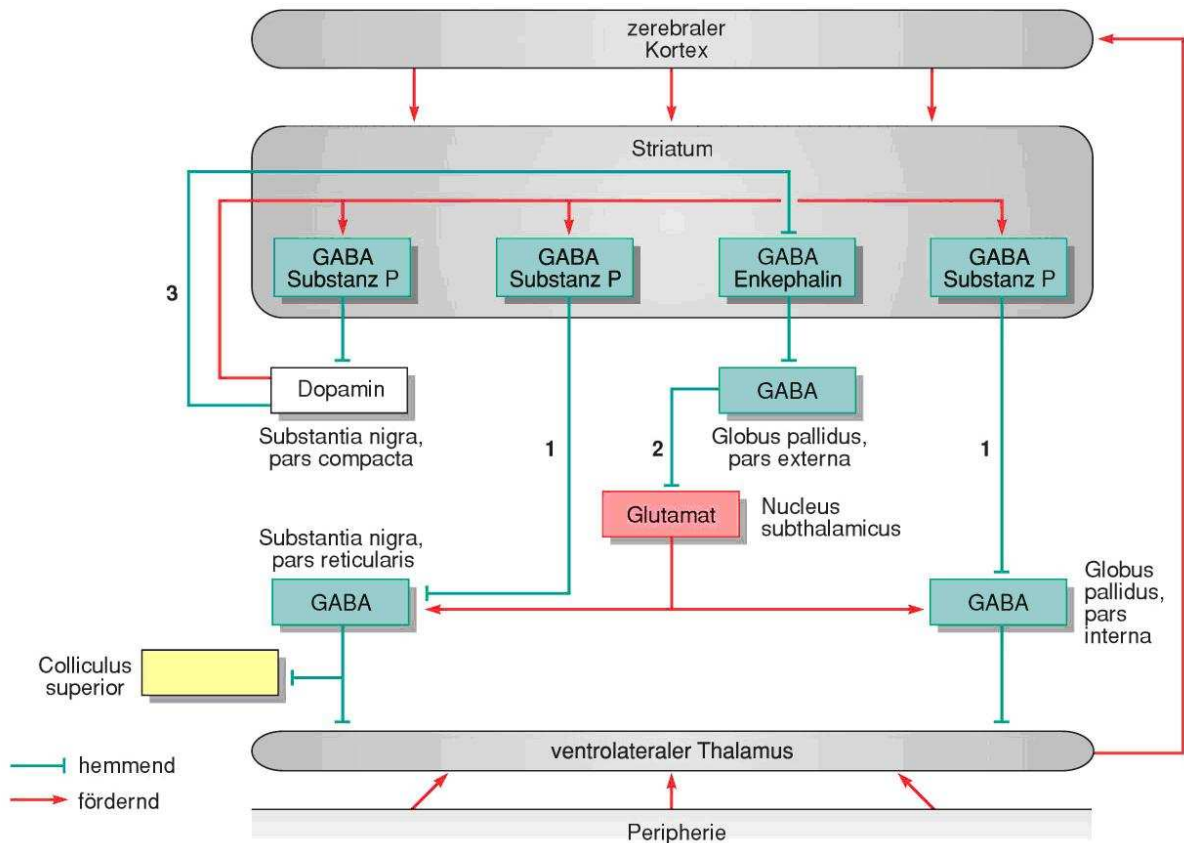 zerebraler
Kortex
Striatum
GABA
Substanz P
GABA
Substanz P
GABA
Enkephalin
GABA
Substanz P
3
Dopamin
GABA
Substantia nigra,
pars compacta
1
2
Globus pallidus,
pars externa
1
Glutamat
Nucleus
subthalamicus
Substantia nigra,
pars reticularis
GABA
GABA
Globus
pallidus,
pars
interna
Colliculus
superior
ventrolateraler Thalamus
hemmend
fördernd
Peripherie